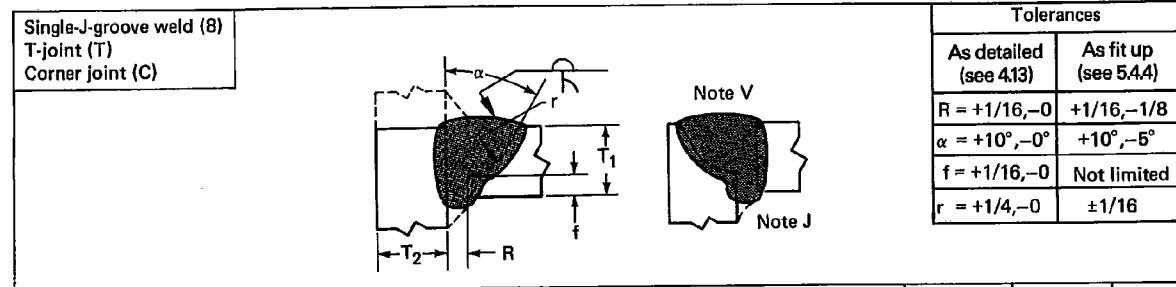 Single-J-groove weld (8)
T-joint (T)
Corner joint (C)
α
r
T1
f
T2
R
Note V
Note J
Tolerances
As detailed
(see 4.13)
As fit up
(see 5.4.4)
R = +1/16,–0
+1/16,–1/8
α = +10°,–0°
+10°,–5°
f = +1/16,–0
Not limited
r = +1/4,–0
±1/16